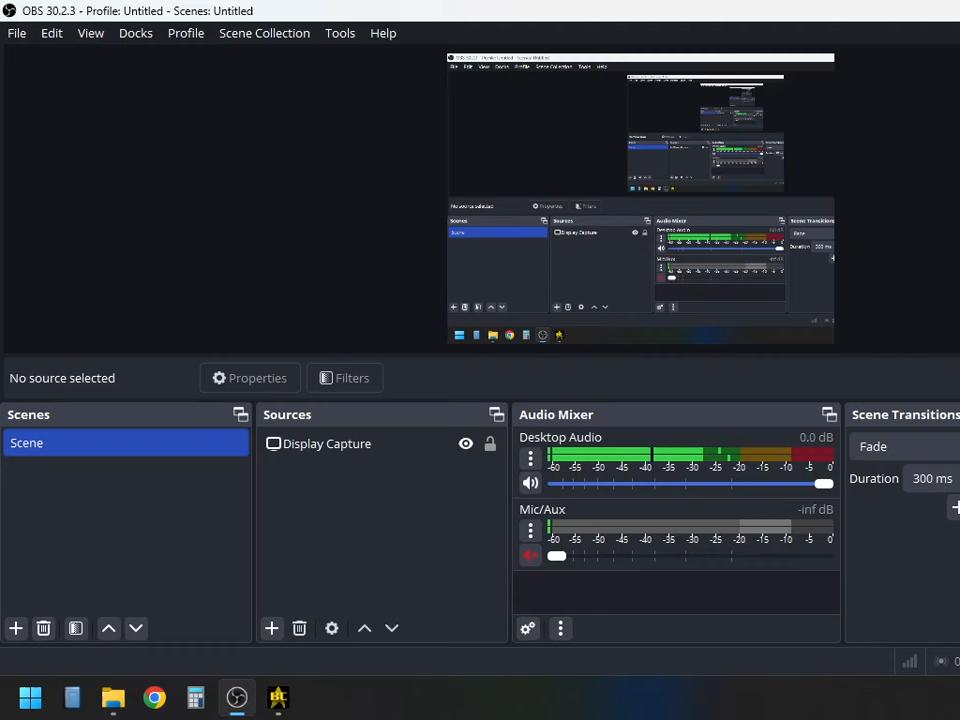 OBS 30.2.3 - Profile: Untitled - Scenes: Untitled
File Edit View Docks Profile Scene Collection Tools Help
No source selected Properties Filters
Scenes Sources Audio Mixer Scene Transitions
Scene
Display Capture
Desktop Audio 0.0 dB
-60 -55 -50 -45 -40 -35 -30 -25 -20 -15 -10 -5 0
Mic/Aux -inf dB
-60 -55 -50 -45 -40 -35 -30 -25 -20 -15 -10 -5 0
Fade
Duration 300 ms
BC